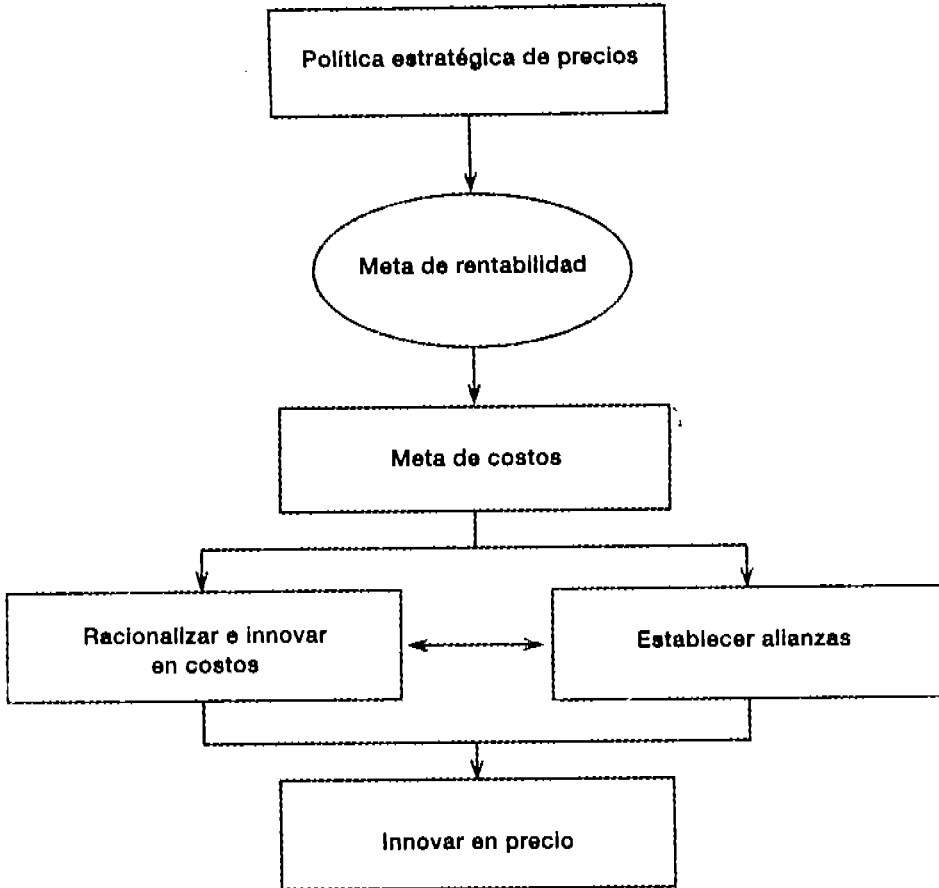 Política estratégica de precios
Meta de rentabilidad
Meta de costos
Racionalizar e innovar
en costos
Establecer alianzas
Innovar en precio